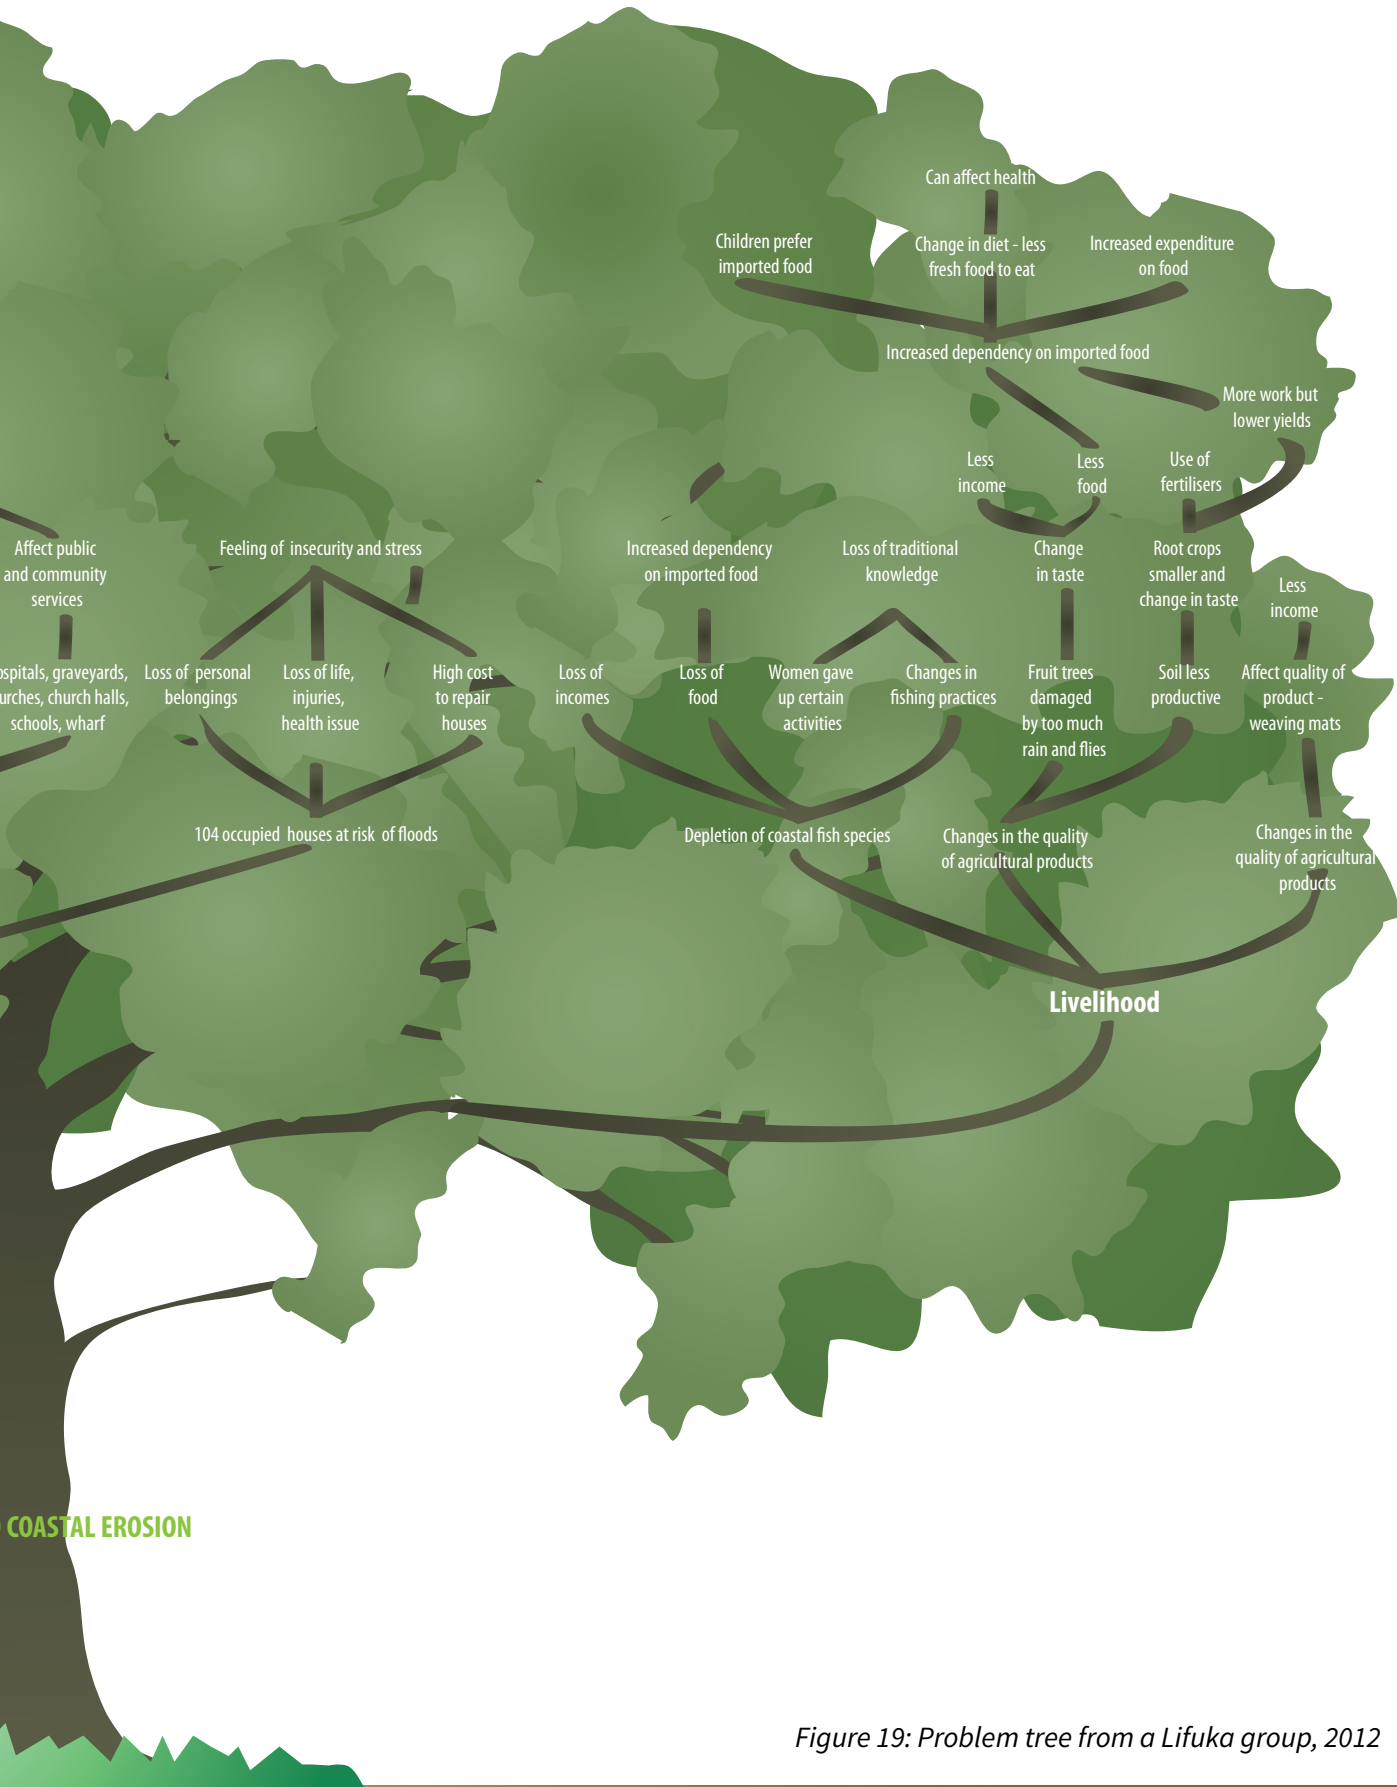 Can affect health
Children prefer
imported food
Change in diet - less
fresh food to eat
Increased expenditure
on food
Increased dependency on imported food
More work but
lower yields
Less
income
Less
food
Use of
fertilisers
Affect public
and community
services
Feeling of insecurity and stress
Increased dependency
on imported food
Loss of traditional
knowledge
Change
in taste
Root crops
smaller and
change in taste
Less
income
graveyards,
church halls,
schools, wharf
Loss of personal
belongings
Loss of life,
injuries,
health issue
High cost
to repair
houses
Loss of
incomes
Loss of
food
Women gave
up certain
activities
Changes in
fishing practices
Fruit trees
damaged
by too much
rain and flies
Soil less
productive
Affect quality of
product -
weaving mats
104 occupied houses at risk of floods
Depletion of coastal fish species
Changes in the quality
of agricultural products
Changes in the
quality of agricultural
products
Livelihood
COASTAL EROSION
Figure 19: Problem tree from a Lifuka group, 2012